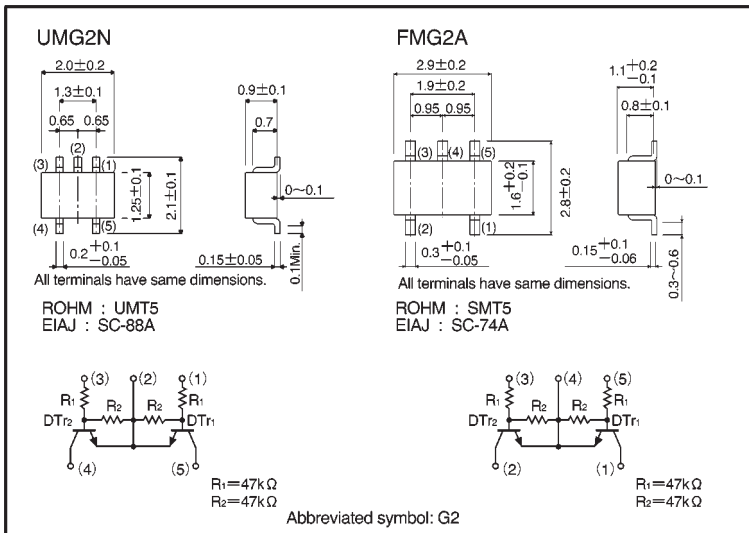 UMG2N
2.0±0.2
1.3±0.1
0.65 0.65
(2)
(3) (1)
1.25±0.1
2.1±0.1
(4) (5)
0.2 +0.1 −0.05
0.9±0.1
0.7
0∼0.1
0.15±0.05
0.1Min.
All terminals have same dimensions.
ROHM : UMT5
EIAJ : SC-88A
FMG2A
2.9±0.2
1.9±0.2
0.95 0.95
(3) (4) (5)
1.6 +0.2 −0.1
2.8±0.2
(2) (1)
0.3 +0.1 −0.05
1.1 +0.2 −0.1
0.8±0.1
0∼0.1
0.15 +0.1 −0.06
0.3∼0.6
All terminals have same dimensions.
ROHM : SMT5
EIAJ : SC-74A
(3) (2) (1)
R1 R2 R2 R1
DTr2 DTr1
(4) (5)
R1=47kΩ
R2=47kΩ
(3) (4) (5)
R1 R2 R2 R1
DTr2 DTr1
(2) (1)
R1=47kΩ
R2=47kΩ
Abbreviated symbol: G2